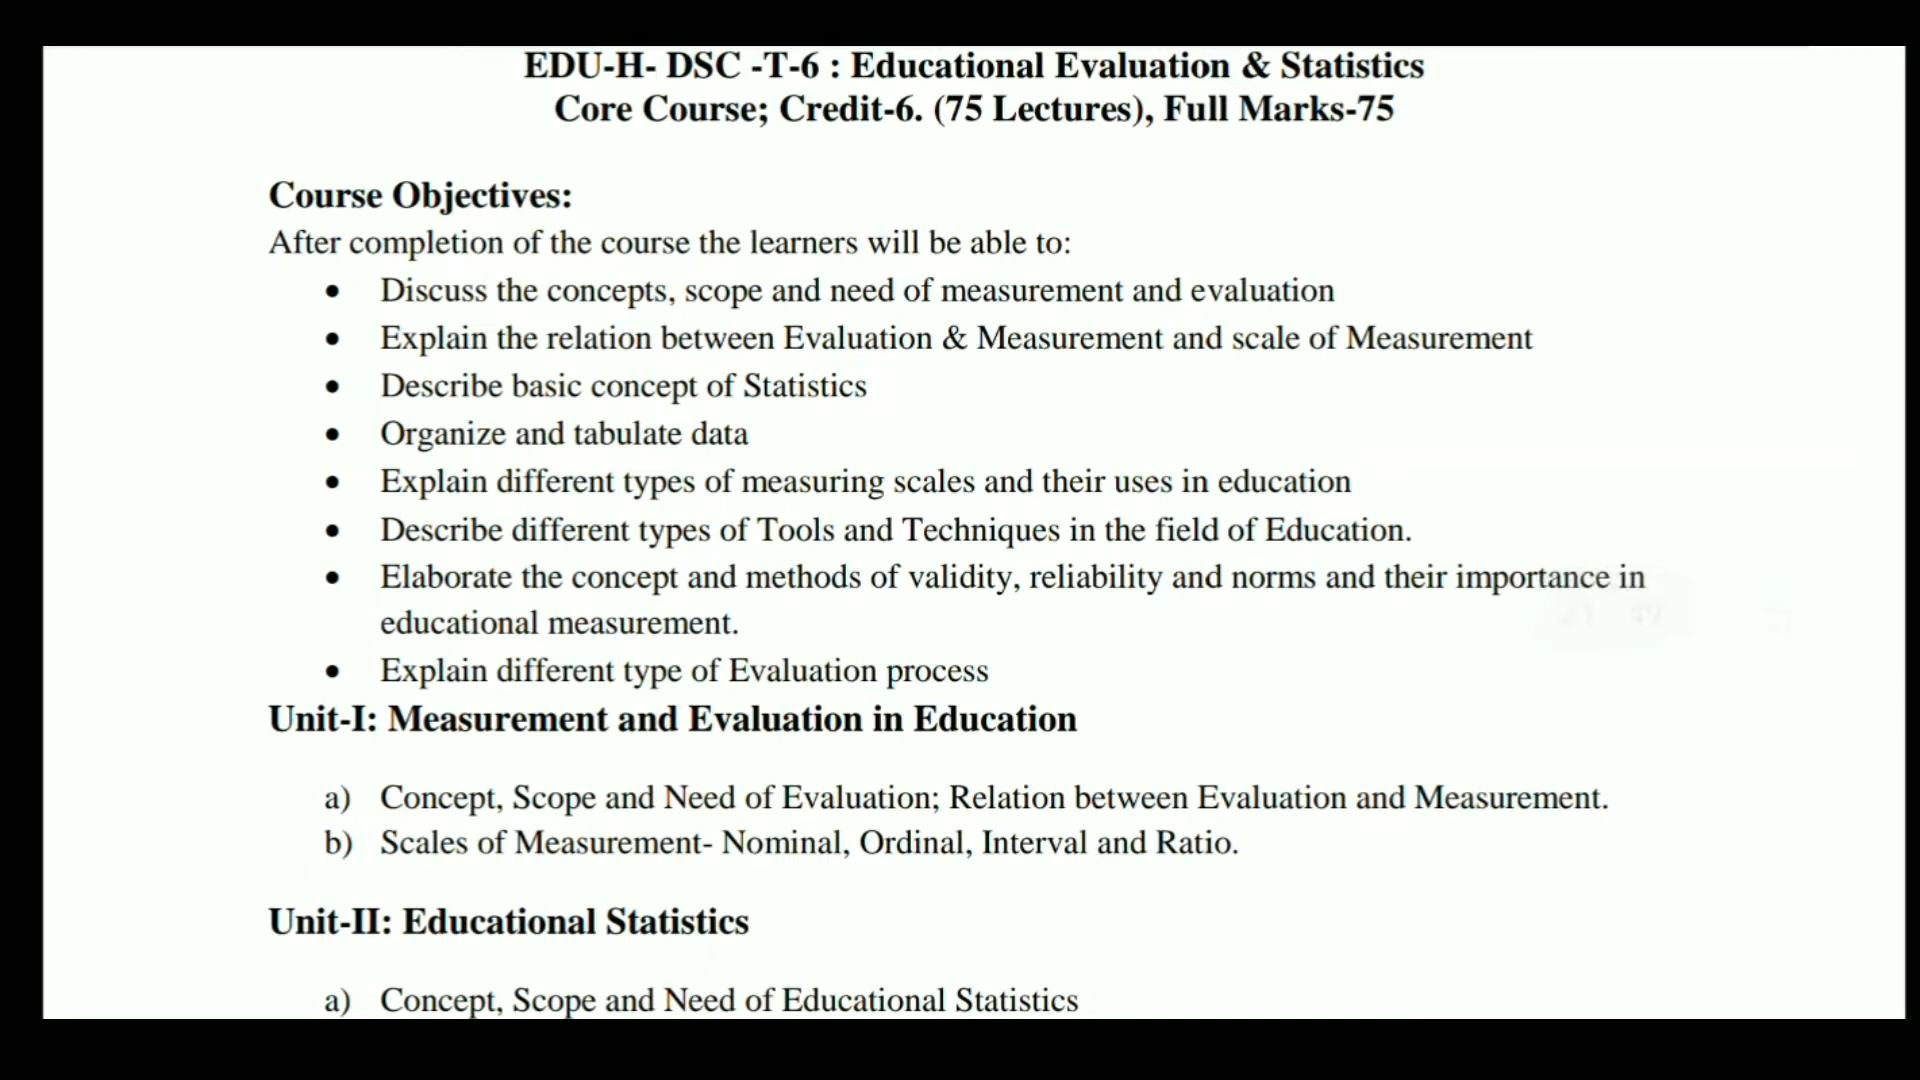 EDU-H- DSC -T-6 : Educational Evaluation & Statistics
Core Course; Credit-6. (75 Lectures), Full Marks-75
Course Objectives:
After completion of the course the learners will be able to:
• Discuss the concepts, scope and need of measurement and evaluation
• Explain the relation between Evaluation & Measurement and scale of Measurement
• Describe basic concept of Statistics
• Organize and tabulate data
• Explain different types of measuring scales and their uses in education
• Describe different types of Tools and Techniques in the field of Education.
• Elaborate the concept and methods of validity, reliability and norms and their importance in
educational measurement.
• Explain different type of Evaluation process
Unit-I: Measurement and Evaluation in Education
a) Concept, Scope and Need of Evaluation; Relation between Evaluation and Measurement.
b) Scales of Measurement- Nominal, Ordinal, Interval and Ratio.
Unit-II: Educational Statistics
a) Concept, Scope and Need of Educational Statistics